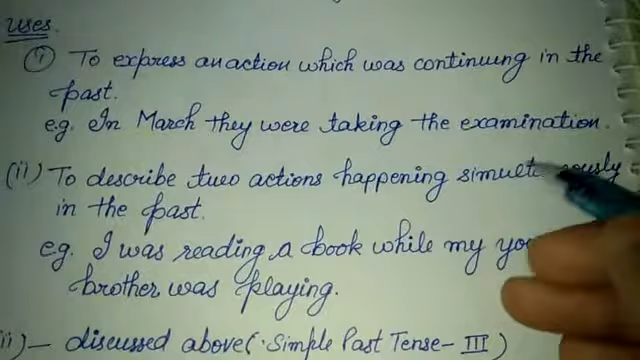 Uses.
(i) To express an action which was continuing in the
past.
e.g. In March they were taking the examination.
(ii) To describe two actions happening
in the past.
e.g. I was reading a book while my
brother was playing.
ii) — discussed above (Simple Past Tense - III)